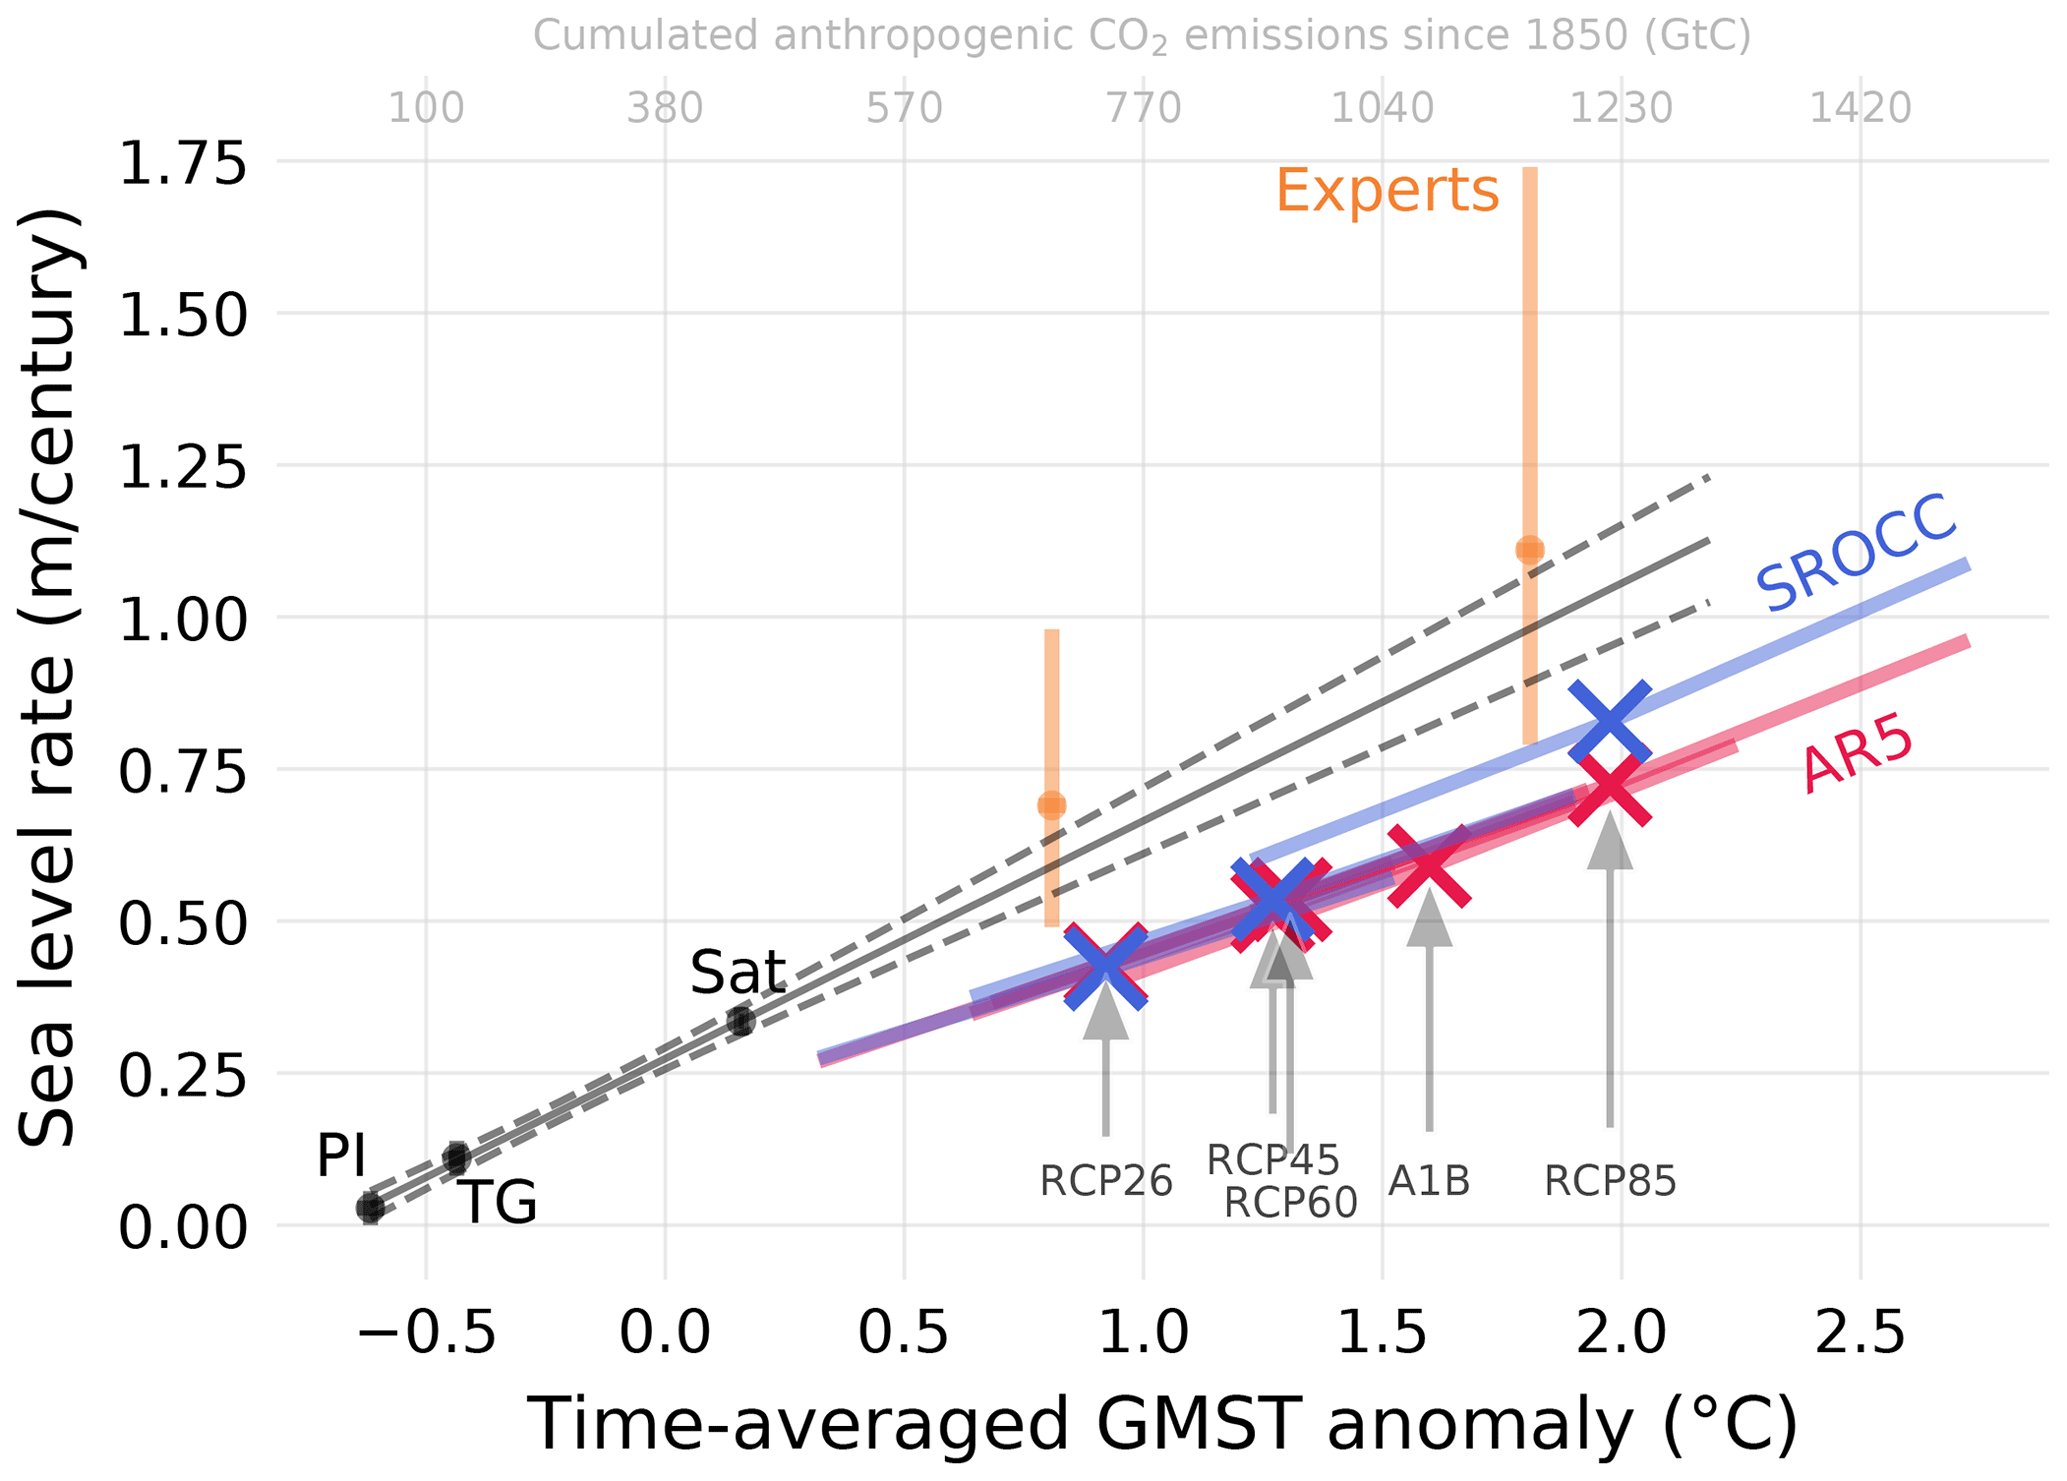 Cumulated anthropogenic CO₂ emissions since 1850 (GtC)
100 380 570 770 1040 1230 1420
1.75
Experts
1.50
1.25
SROCC
1.00
AR5
0.75
0.50
Sat
0.25
PI
TG
RCP45
RCP26 A1B RCP85
RCP60
0.00
Sea level rate (m/century)
−0.5 0.0 0.5 1.0 1.5 2.0 2.5
Time-averaged GMST anomaly (°C)